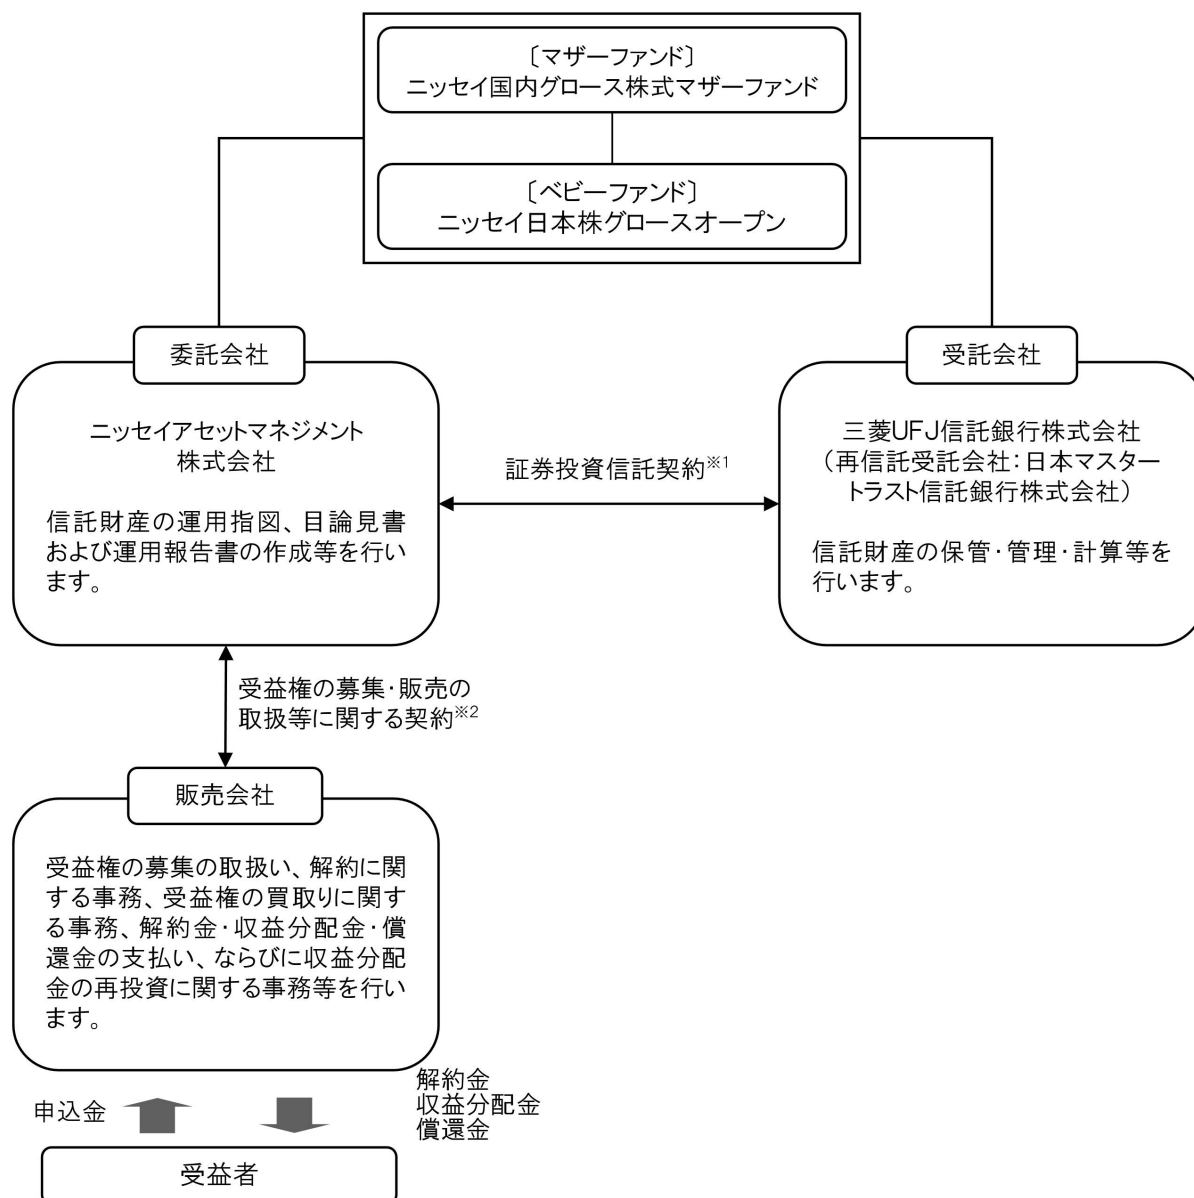 〔マザーファンド〕
ニッセイ国内グロース株式マザーファンド
〔ベビーファンド〕
ニッセイ日本株グロースオープン
委託会社
ニッセイアセットマネジメント
株式会社
信託財産の運用指図、目論見書
および運用報告書の作成等を行い
ます。
証券投資信託契約※1
受託会社
三菱UFJ信託銀行株式会社
（再信託受託会社：日本マスター
トラスト信託銀行株式会社）
信託財産の保管・管理・計算等を
行います。
受益権の募集・販売の
取扱等に関する契約※2
販売会社
受益権の募集の取扱い、解約に関
する事務、受益権の買取りに関す
る事務、解約金・収益分配金・償
還金の支払い、ならびに収益分配
金の再投資に関する事務等を行い
ます。
申込金
解約金
収益分配金
償還金
受益者